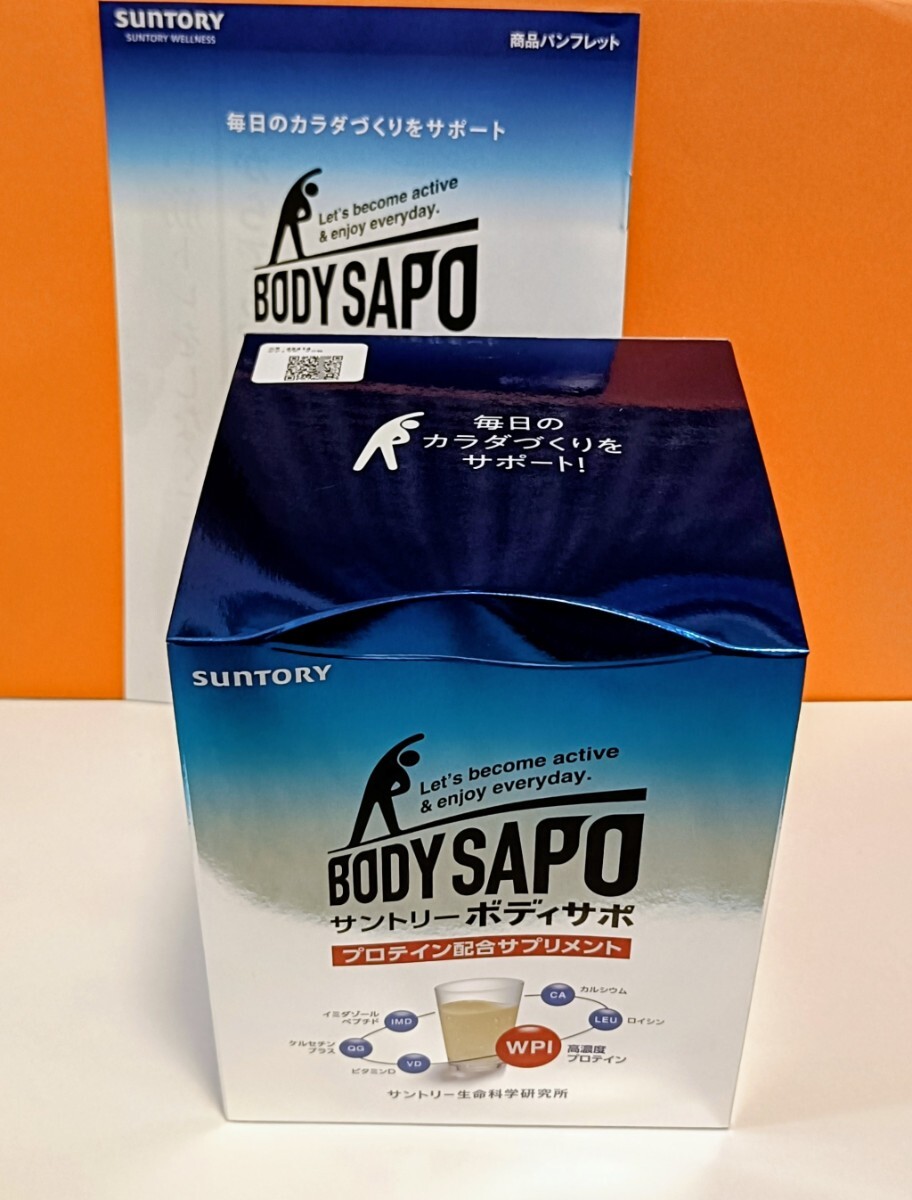 SUNTORY
SUNTORY WELLNESS
商品パンフレット
毎日のカラダづくりをサポート
Let's become active
& enjoy everyday.
BODY SAPO
毎日の
カラダづくりを
サポート!
SUNTORY
Let's become active
& enjoy everyday.
BODY SAPO
サントリー ボディサポ
プロテイン配合サプリメント
イミダゾール
ペプチド
IMD
ケルセチン
プラス
QG
ビタミンD
VD
CA
カルシウム
LEU
ロイシン
WPI
高濃度
プロテイン
サントリー生命科学研究所